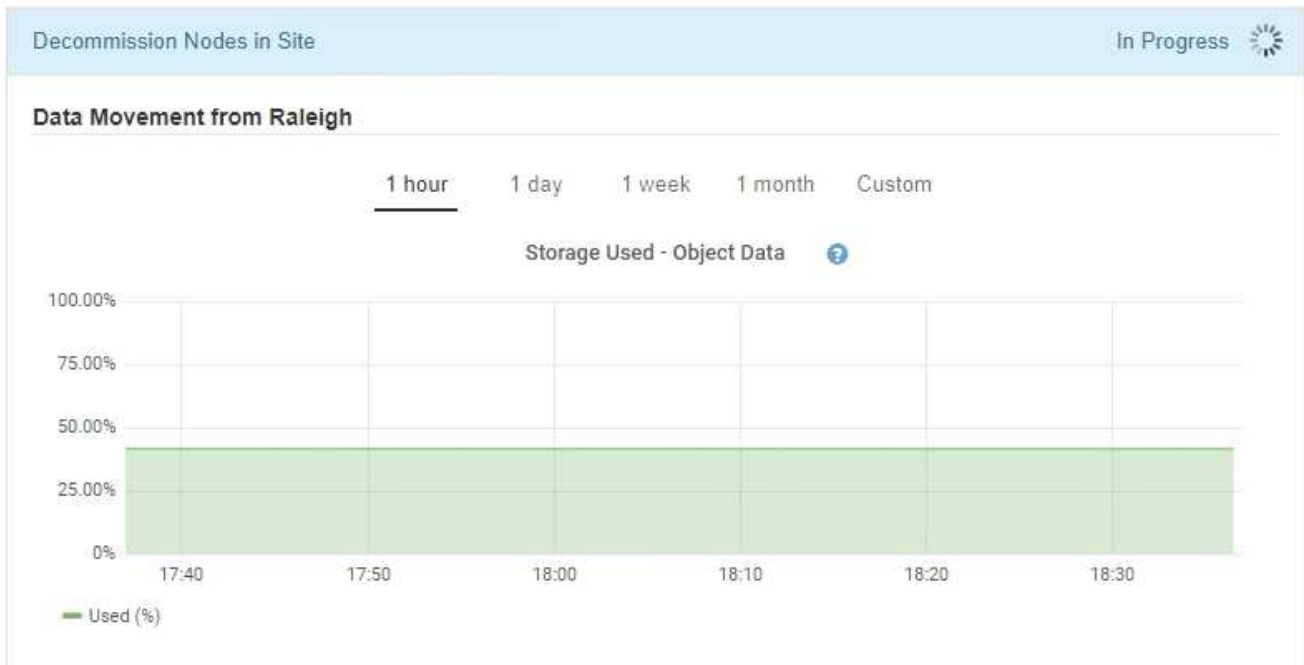 Decommission Nodes in Site In Progress
Data Movement from Raleigh
1 hour 1 day 1 week 1 month Custom
Storage Used - Object Data ?
100.00%
75.00%
50.00%
25.00%
0%
17:40 17:50 18:00 18:10 18:20 18:30
Used (%)